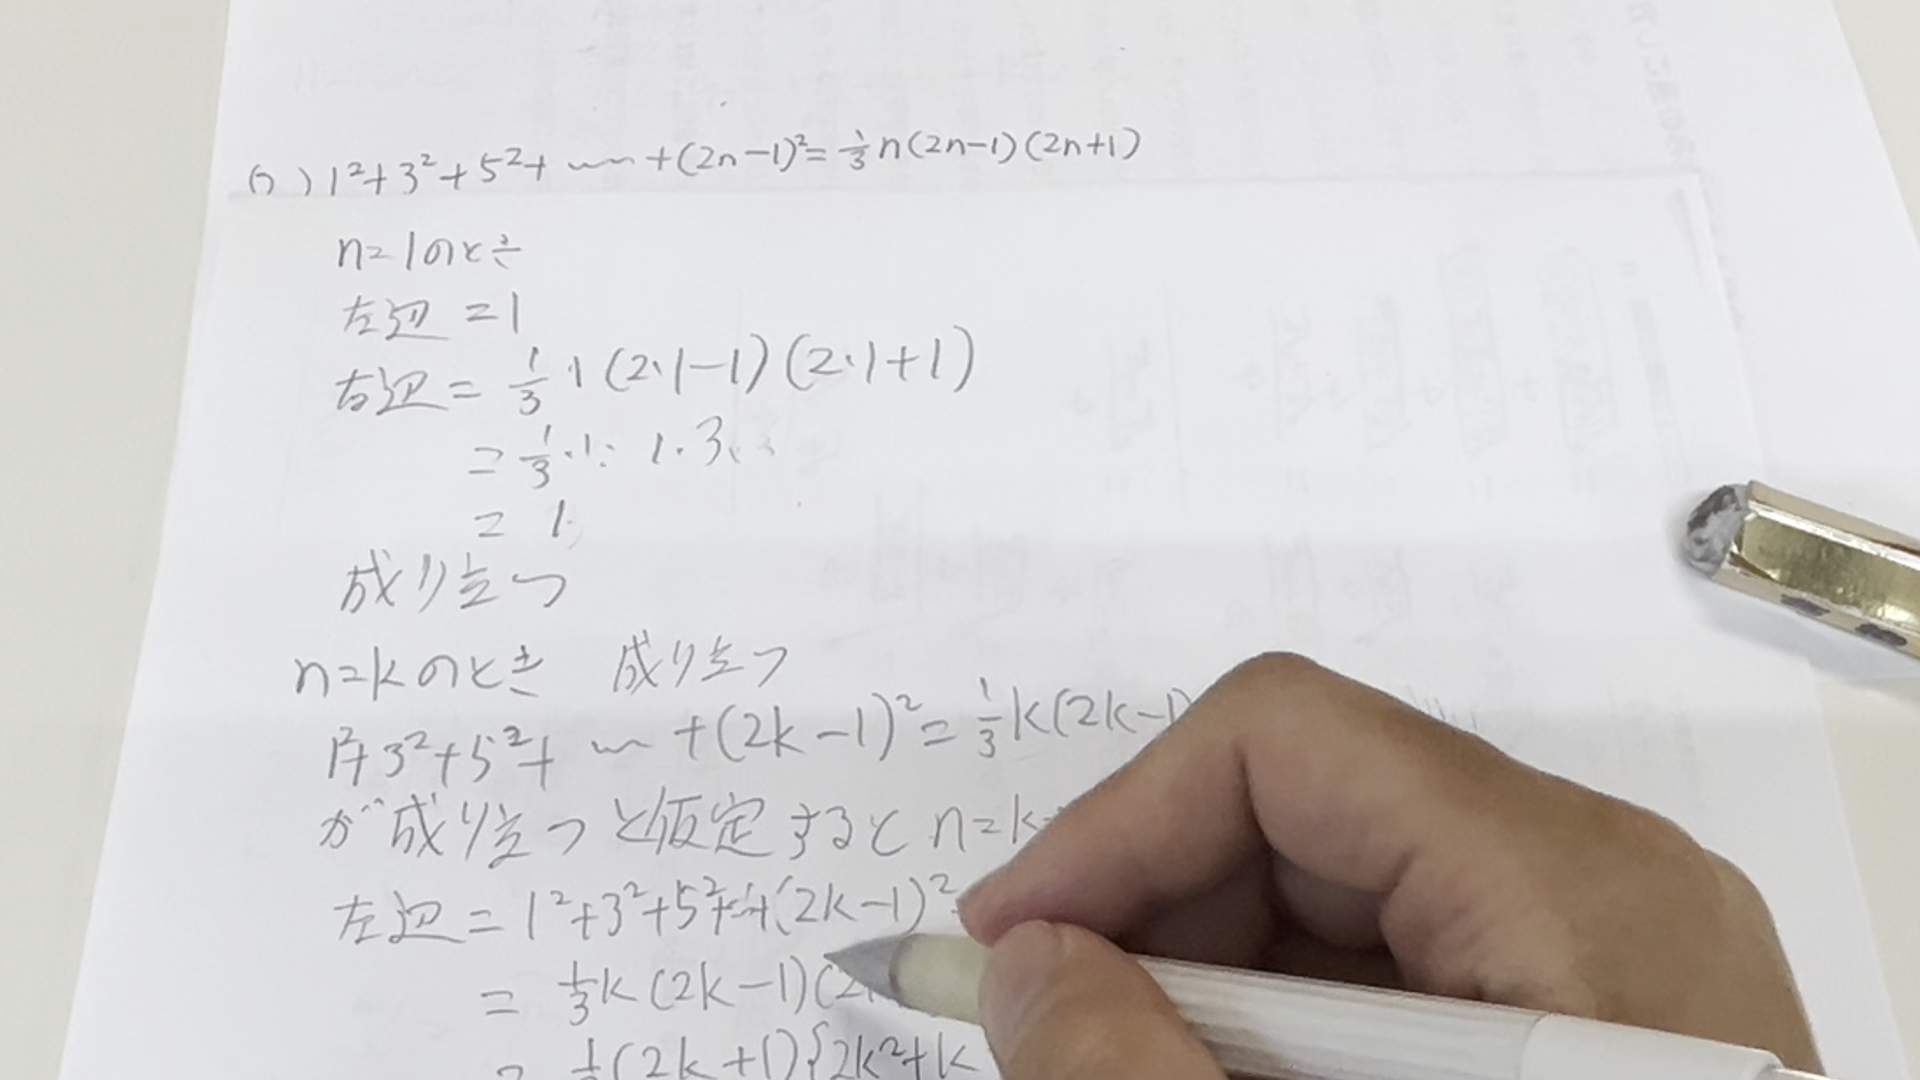 (2) 1²+3²+5²+ …… +(2n-1)²=1/3 n(2n-1)(2n+1)
n=1のとき
左辺 =1
右辺 = 1/3・1(2・1-1)(2・1+1)
= 1/3・1・1・3
= 1
成り立つ
n=kのとき 成り立つ
1²+3²+5²+ …… +(2k-1)²=1/3 k(2k-1)
が成り立つと仮定するとn=k
左辺 = 1²+3²+5²+…+(2k-1)²
= 1/3 k(2k-1)(2
= 1/3(2k+1){2k²+k